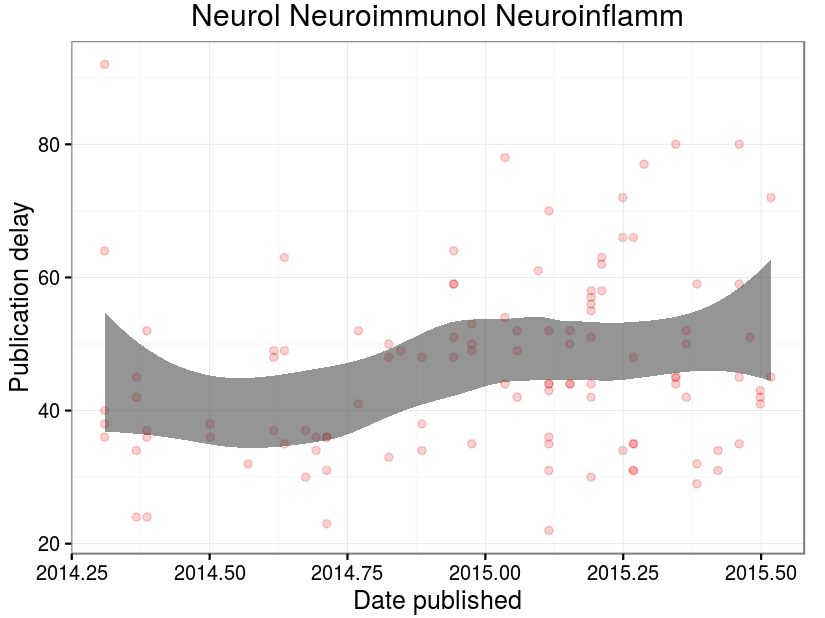 Neurol Neuroimmunol Neuroinflamm
Publication delay
80
60
40
20
2014.25 2014.50 2014.75 2015.00 2015.25 2015.50
Date published